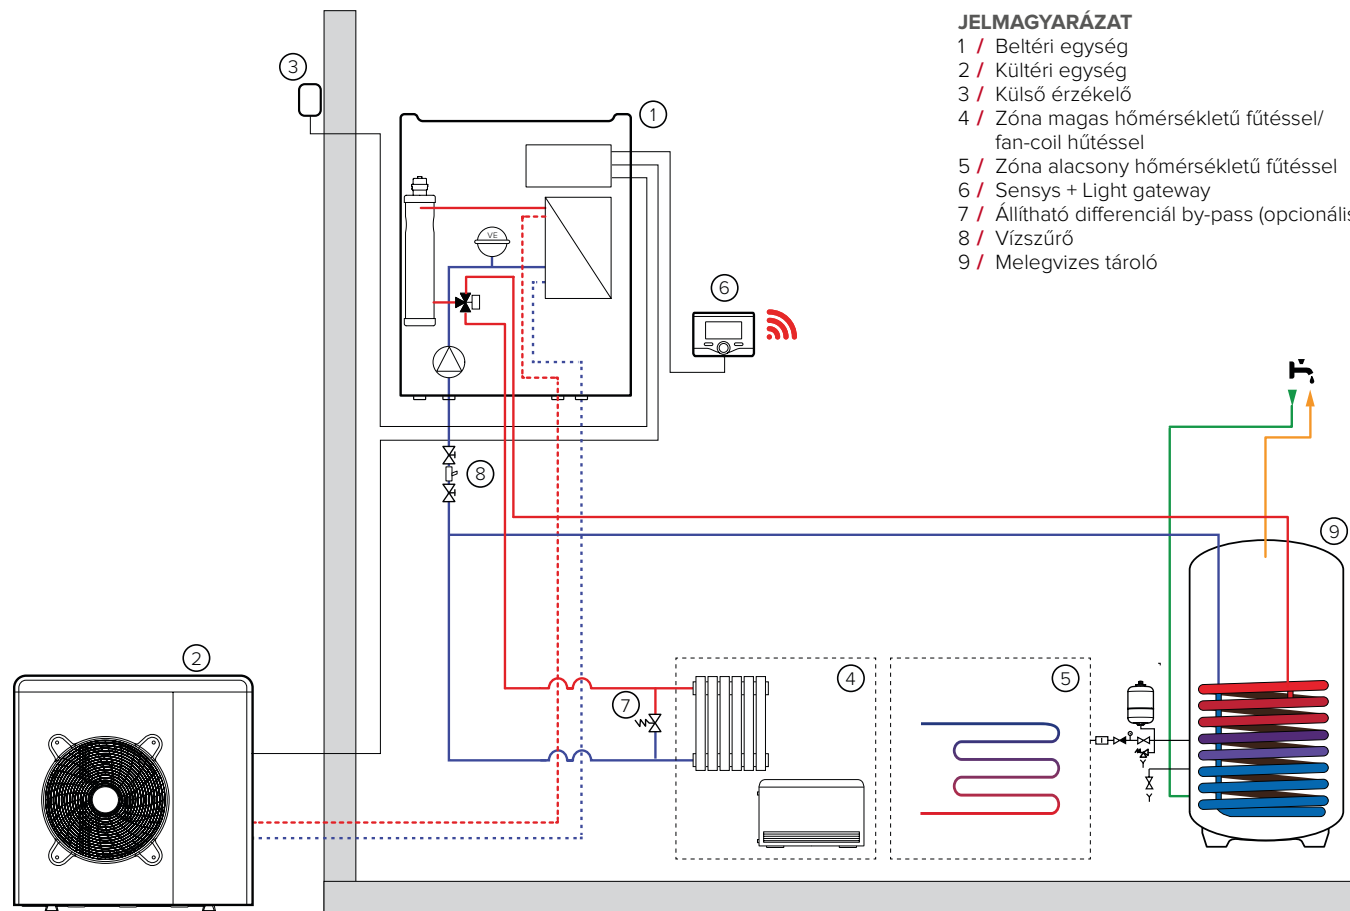 JELMAGYARÁZAT
1 / Beltéri egység
2 / Kültéri egység
3 / Külső érzékelő
4 / Zóna magas hőmérsékletű fűtéssel/
fan-coil hűtéssel
5 / Zóna alacsony hőmérsékletű fűtéssel
6 / Sensys + Light gateway
7 / Állítható differenciál by-pass (opcionális
8 / Vízszűrő
9 / Melegvizes tároló
3
1
VE
6
8
9
2
4
5
7